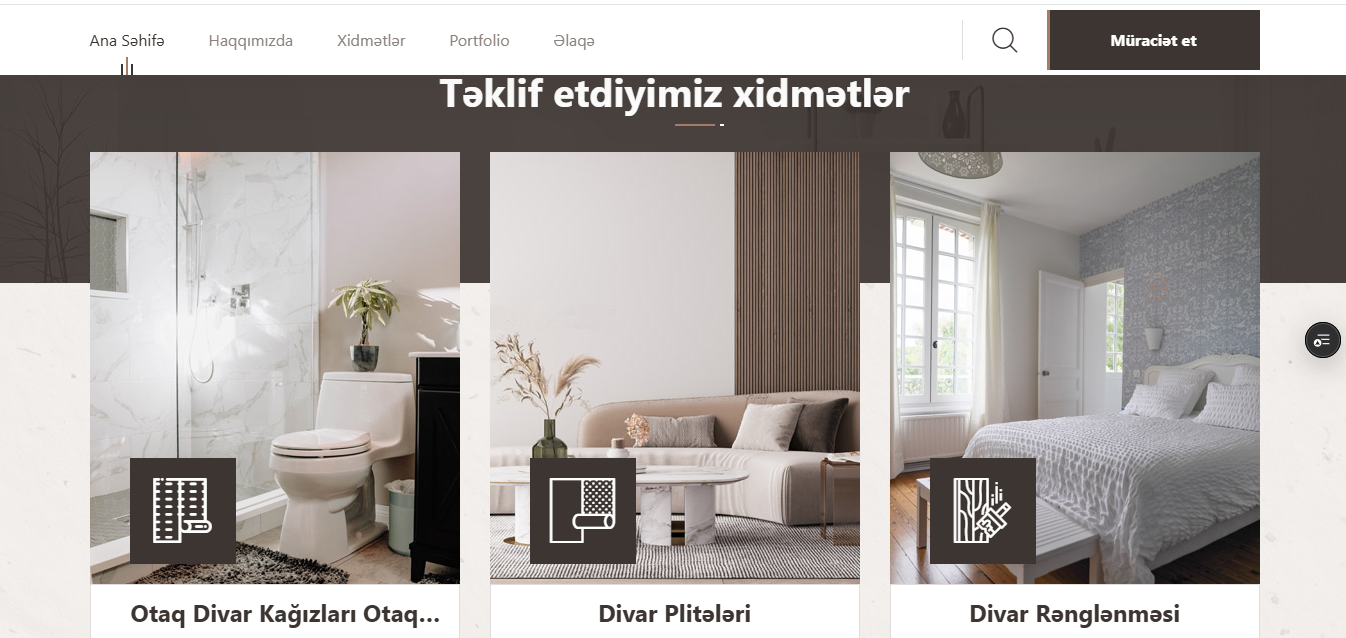 Ana Səhifə
Haqqımızda
Xidmətlər
Portfolio
Əlaqə
Müraciət et
Təklif etdiyimiz xidmətlər
Otaq Divar Kağızları Otaq...
Divar Plitələri
Divar Rənglənməsi